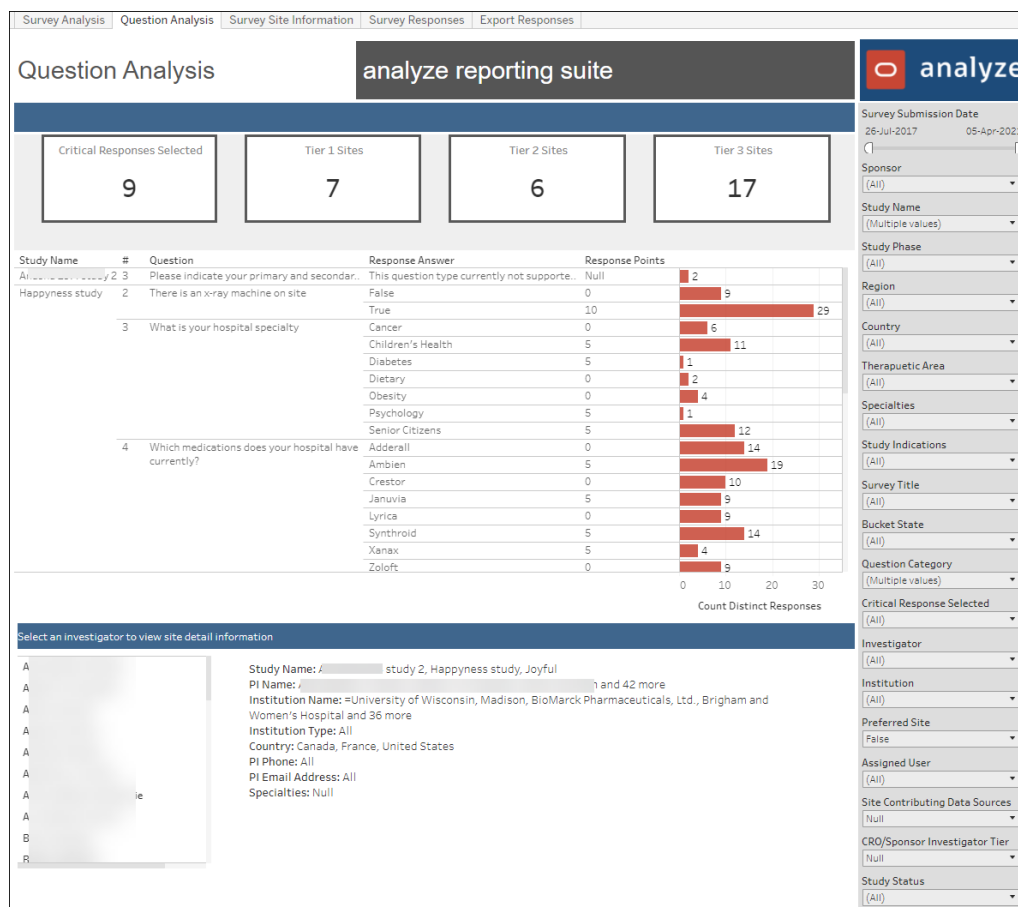 Survey Analysis Question Analysis Survey Site Information Survey Responses Export Responses
Question Analysis
analyze reporting suite
analyze
Critical Responses Selected
9
Tier 1 Sites
7
Tier 2 Sites
6
Tier 3 Sites
17
Study Name # Question Response Answer Response Points
study 2 3 Please indicate your primary and secondar.. This question type currently not supporte.. Null 2
Happyness study 2 There is an x-ray machine on site False 0 9
True 10 29
3 What is your hospital specialty Cancer 0 6
Children's Health 5 11
Diabetes 5 1
Dietary 0 2
Obesity 0 4
Psychology 5 1
Senior Citizens 5 12
4 Which medications does your hospital have Adderall 0 14
currently? Ambien 5 19
Crestor 0 10
Januvia 5 9
Lyrica 0 9
Synthroid 5 14
Xanax 5 4
Zoloft 0 9
0 10 20 30
Count Distinct Responses
Select an investigator to view site detail information
A
A
A
A
A
A
A ie
A
B
B
Study Name: study 2, Happyness study, Joyful
PI Name: and 42 more
Institution Name: =University of Wisconsin, Madison, BioMarck Pharmaceuticals, Ltd., Brigham and
Women's Hospital and 36 more
Institution Type: All
Country: Canada, France, United States
PI Phone: All
PI Email Address: All
Specialties: Null
Survey Submission Date
26-Jul-2017 05-Apr-202
Sponsor
(All)
Study Name
(Multiple values)
Study Phase
(All)
Region
(All)
Country
(All)
Therapuetic Area
(All)
Specialties
(All)
Study Indications
(All)
Survey Title
(All)
Bucket State
(All)
Question Category
(Multiple values)
Critical Response Selected
(All)
Investigator
(All)
Institution
(All)
Preferred Site
False
Assigned User
(All)
Site Contributing Data Sources
Null
CRO/Sponsor Investigator Tier
Null
Study Status
(All)